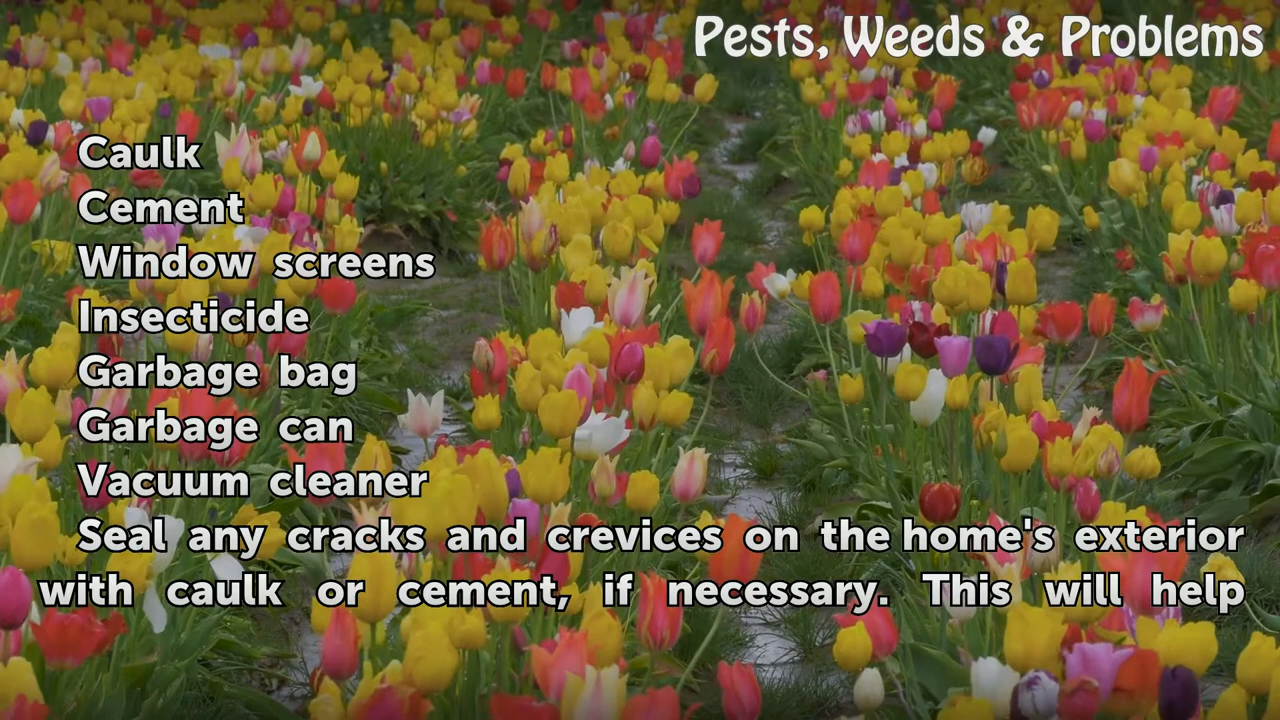 Pests, Weeds & Problems
Caulk
Cement
Window screens
Insecticide
Garbage bag
Garbage can
Vacuum cleaner
Seal any cracks and crevices on the home's exterior
with caulk or cement, if necessary. This will help